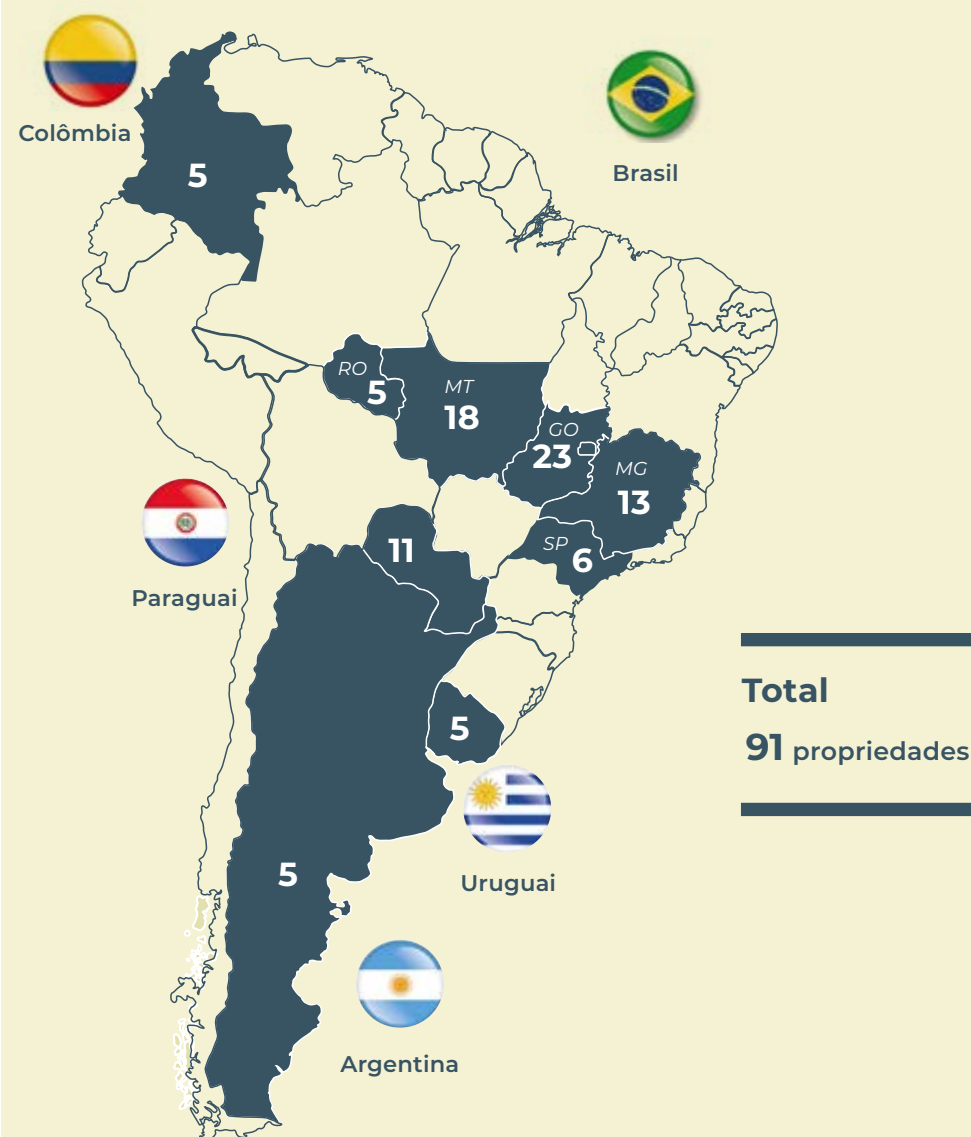 Colômbia
5
Brasil
RO
5
MT
18
GO
23
MG
13
SP
6
11
Paraguai
Total
91 propriedades
5
Uruguai
5
Argentina